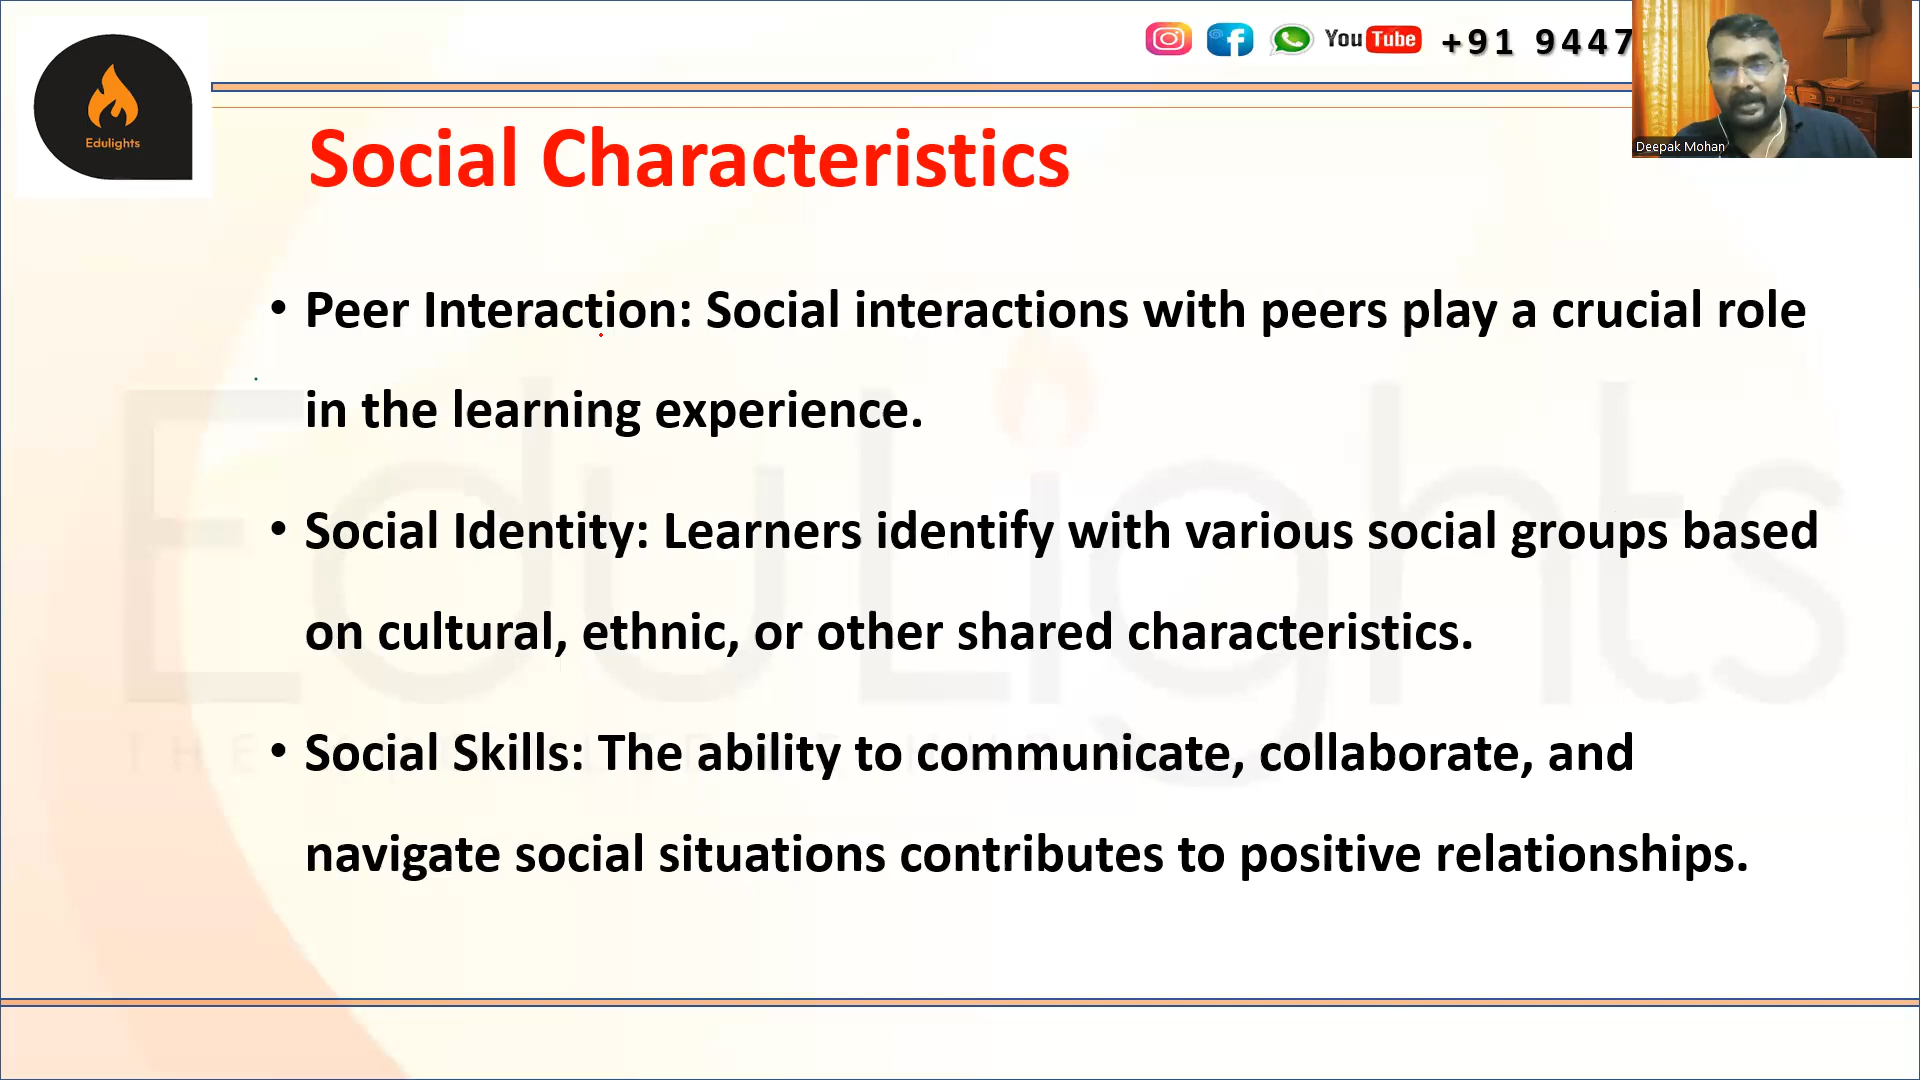 You Tube +91 9447
Deepak Mohan
Edulights
Social Characteristics
• Peer Interaction: Social interactions with peers play a crucial role
in the learning experience.
• Social Identity: Learners identify with various social groups based
on cultural, ethnic, or other shared characteristics.
• Social Skills: The ability to communicate, collaborate, and
navigate social situations contributes to positive relationships.
EduLights
THE